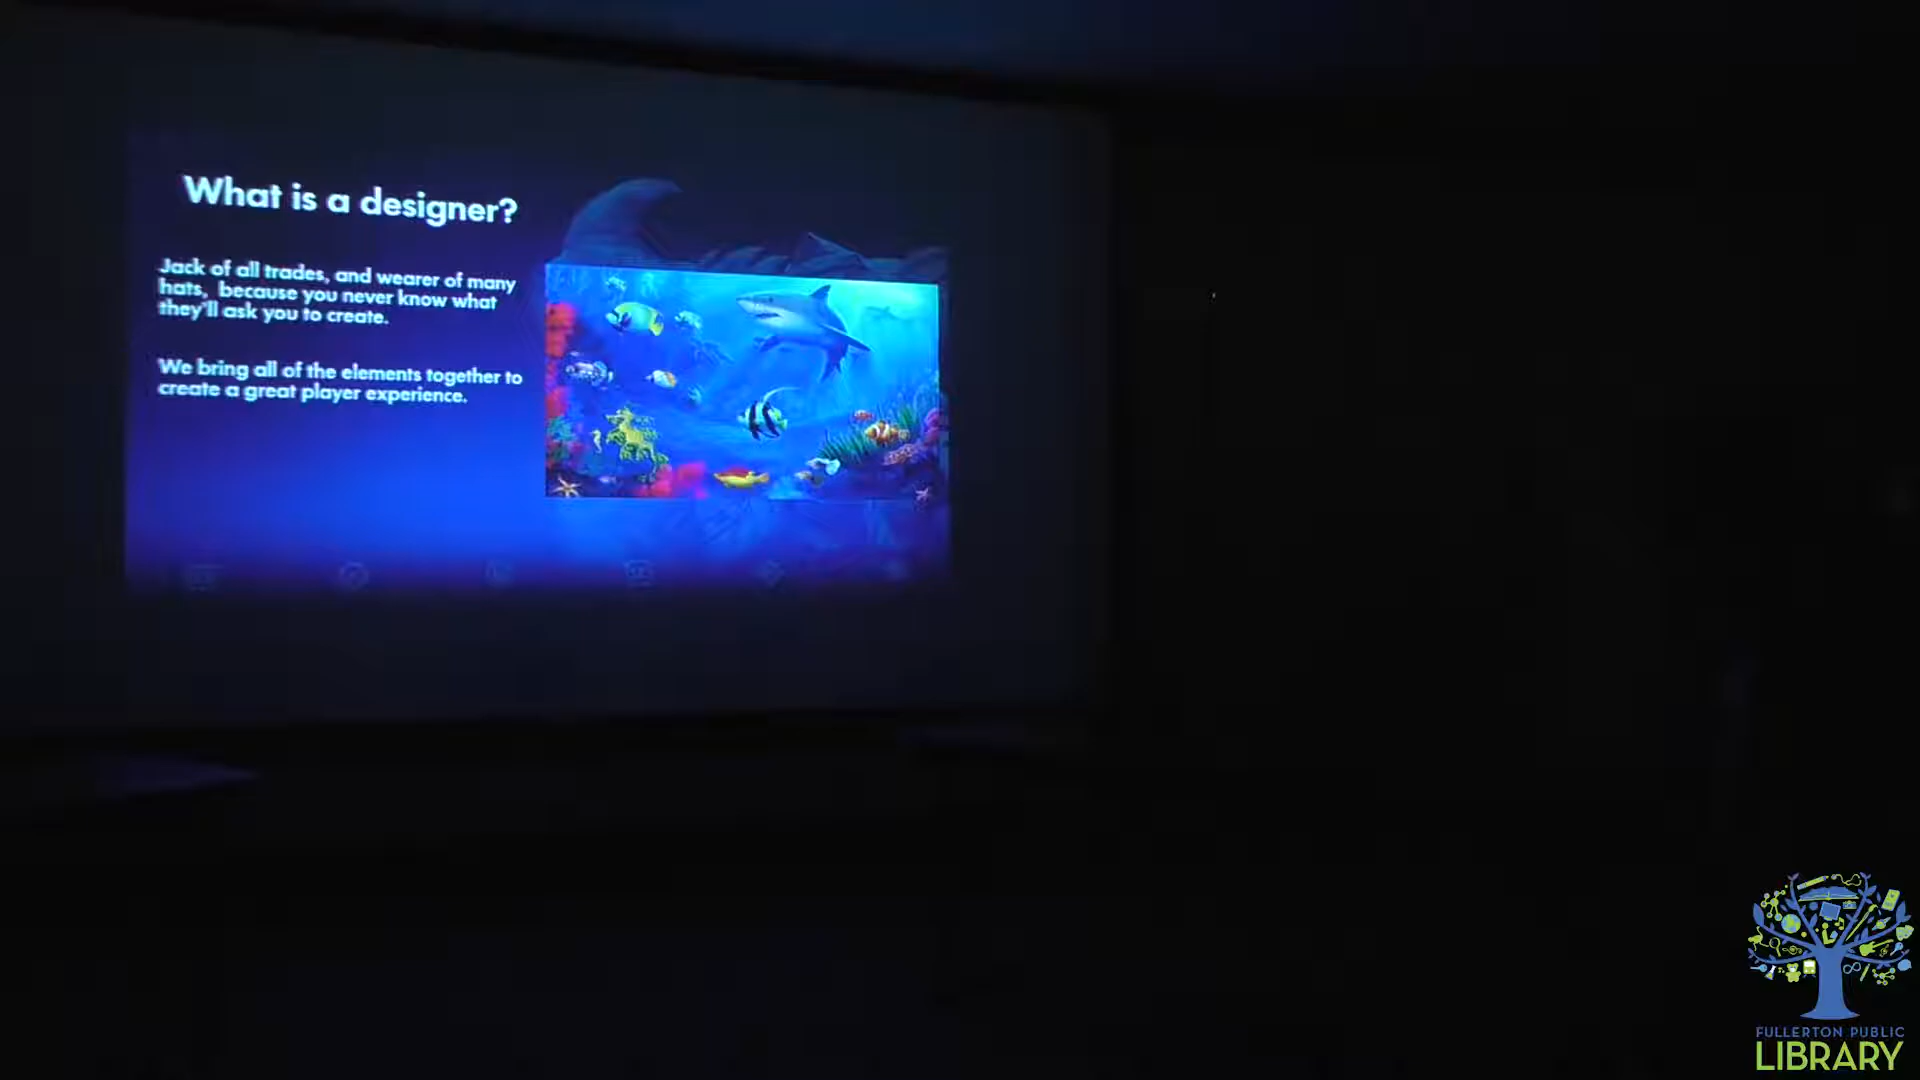 What is a designer?
Jack of all trades, and wearer of many
hats, because you never know what
they'll ask you to create.
We bring all of the elements together to
create a great player experience.
FULLERTON PUBLIC
LIBRARY